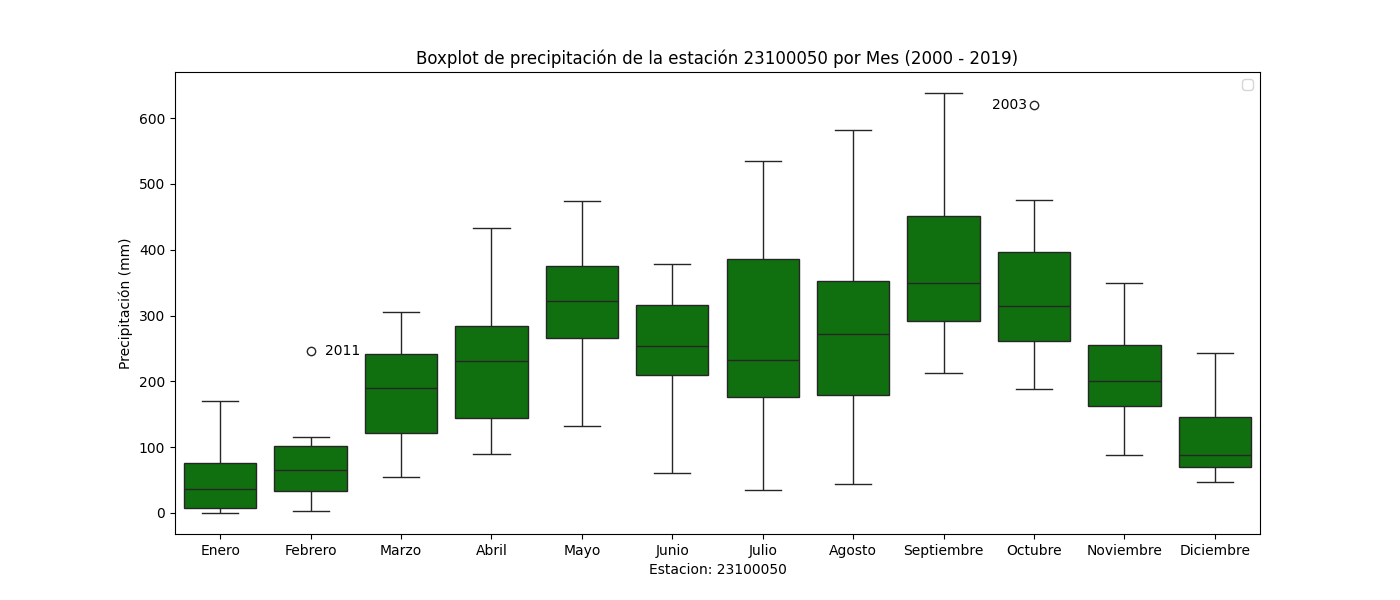 Boxplot de precipitación de la estación 23100050 por Mes (2000 - 2019)
Precipitación (mm)
600
500
400
300
200
100
0
2003
2011
Enero Febrero Marzo Abril Mayo Junio Julio Agosto Septiembre Octubre Noviembre Diciembre
Estacion: 23100050